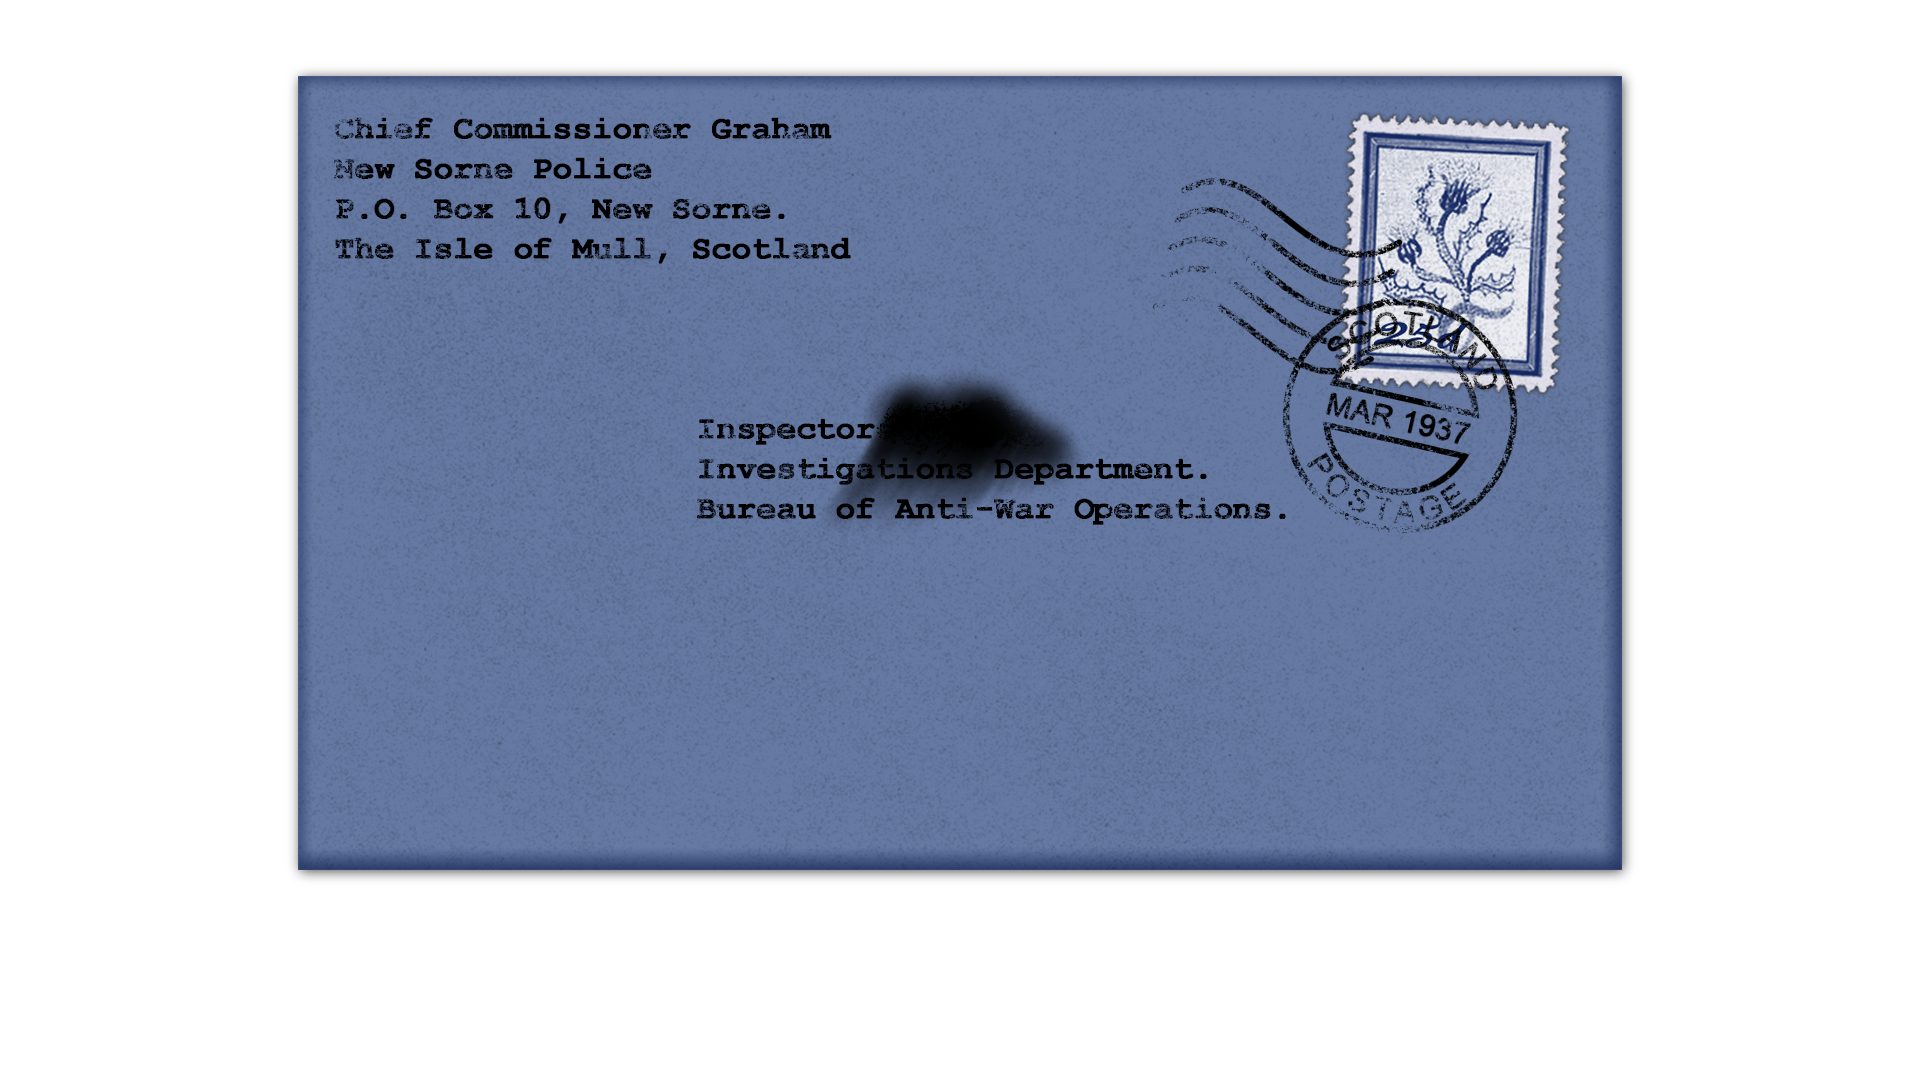 Chief Commissioner Graham
New Sorne Police
P.O. Box 10, New Sorne.
The Isle of Mull, Scotland
25d
SCOTLAND
MAR 1937
POSTAGE
Inspector
Investigations Department.
Bureau of Anti-War Operations.